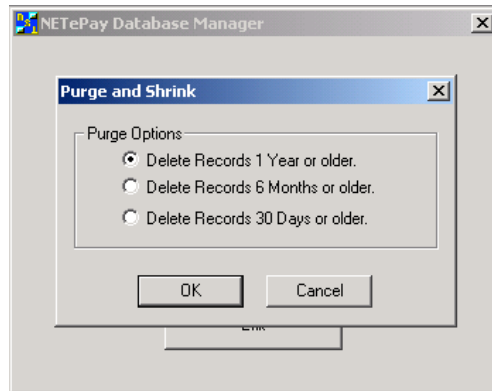 NETePay Database Manager
Purge and Shrink
Purge Options
Delete Records 1 Year or older.
Delete Records 6 Months or older.
Delete Records 30 Days or older.
OK Cancel